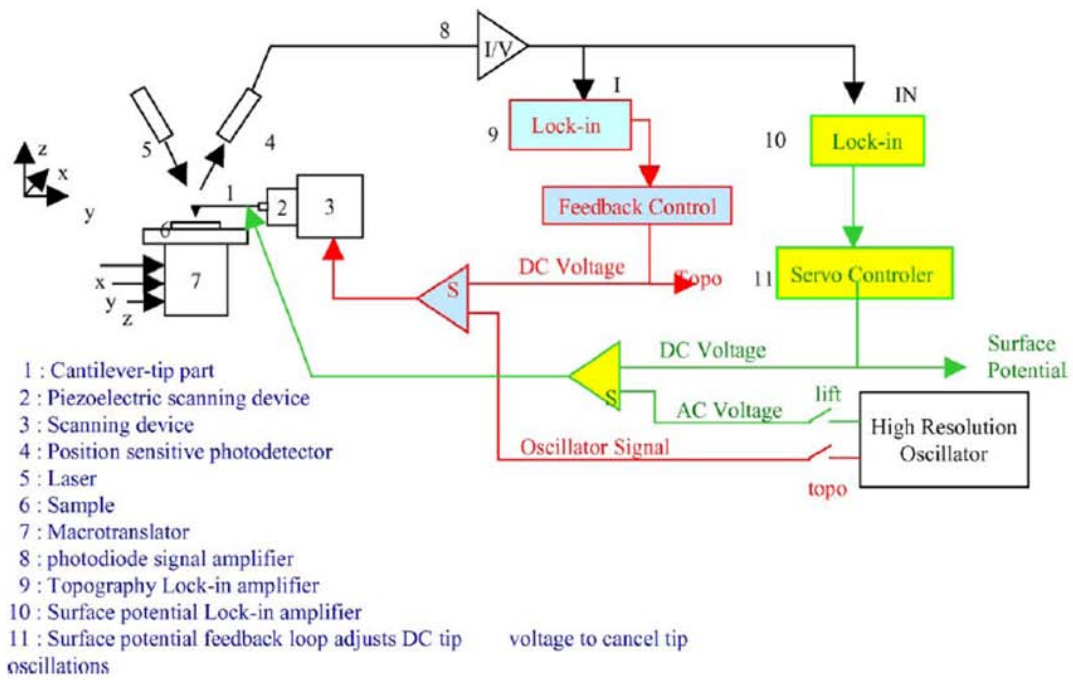 8
I/V
I
IN
9
Lock-in
10
Lock-in
5
4
z
x
y
1
2
3
6
Feedback Control
7
x
y
z
DC Voltage
Topo
11
Servo Controler
S
DC Voltage
Surface
Potential
S
AC Voltage
lift
High Resolution
Oscillator
Oscillator Signal
topo
1 : Cantilever-tip part
2 : Piezoelectric scanning device
3 : Scanning device
4 : Position sensitive photodetector
5 : Laser
6 : Sample
7 : Macrotranslator
8 : photodiode signal amplifier
9 : Topography Lock-in amplifier
10 : Surface potential Lock-in amplifier
11 : Surface potential feedback loop adjusts DC tip voltage to cancel tip
oscillations